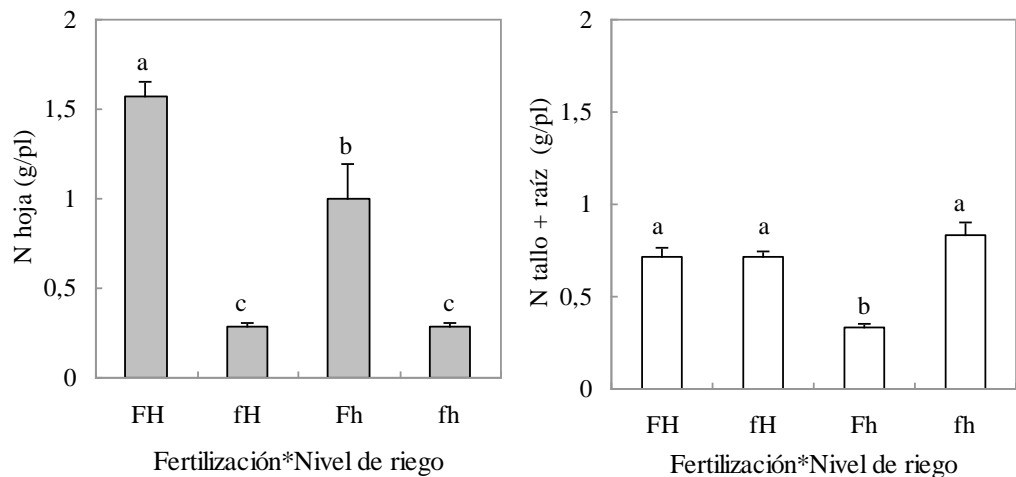 N hoja (g/pl)
2
1,5
1
0,5
0
a
c
b
c
FH fH Fh fh
Fertilización*Nivel de riego
N tallo + raíz (g/pl)
2
1,5
1
0,5
0
a
a
b
a
FH fH Fh fh
Fertilización*Nivel de riego